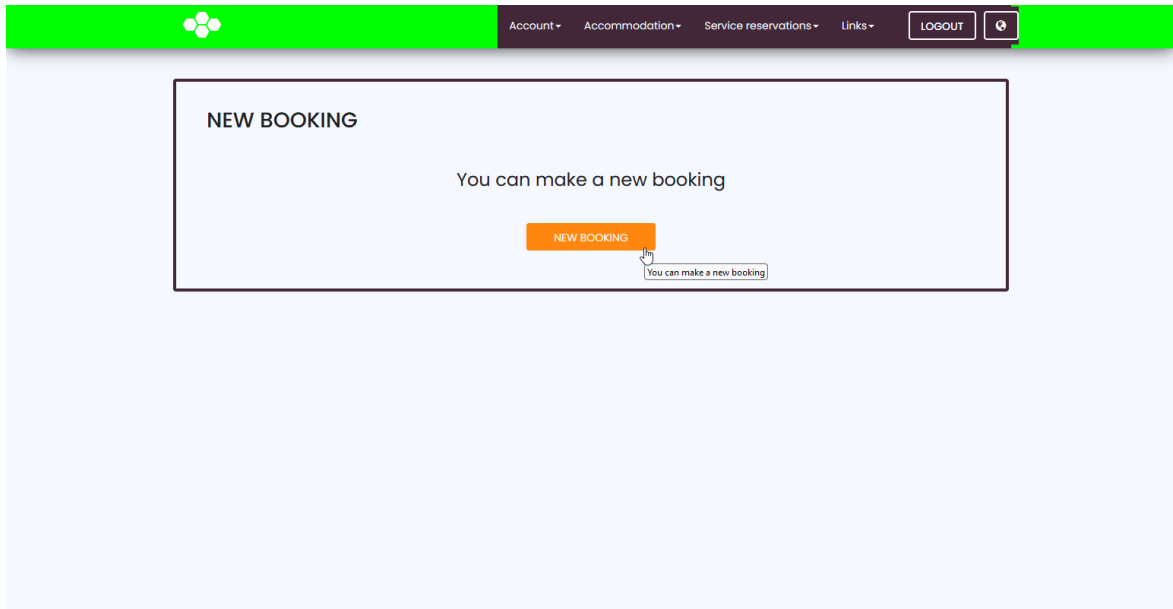 Account Accommodation Service reservations Links LOGOUT
NEW BOOKING
You can make a new booking
NEW BOOKING
You can make a new booking